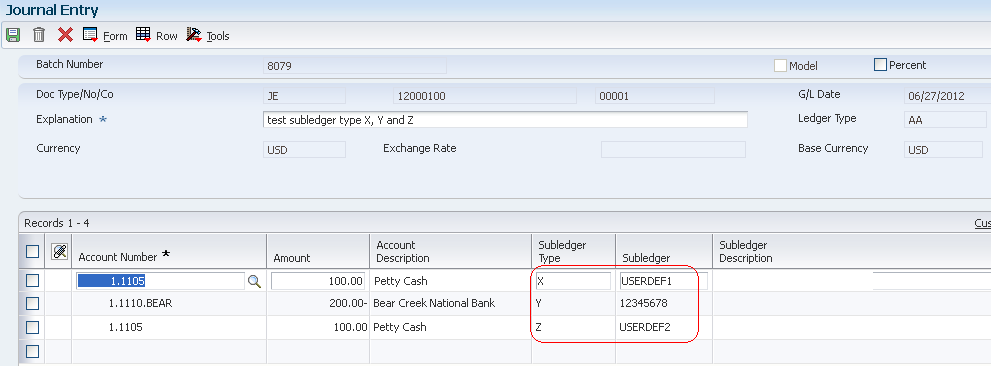 Journal Entry
Form Row Tools
Batch Number 8079 Model Percent
Doc Type/No/Co JE 12000100 00001 G/L Date 06/27/2012
Explanation * test subledger type X, Y and Z Ledger Type AA
Currency USD Exchange Rate Base Currency USD
Records 1 - 4 Cus
Account Number * Amount Account Description Subledger Type Subledger Subledger Description
1.1105 100.00 Petty Cash X USERDEF1
1.1110.BEAR 200.00- Bear Creek National Bank Y 12345678
1.1105 100.00 Petty Cash Z USERDEF2